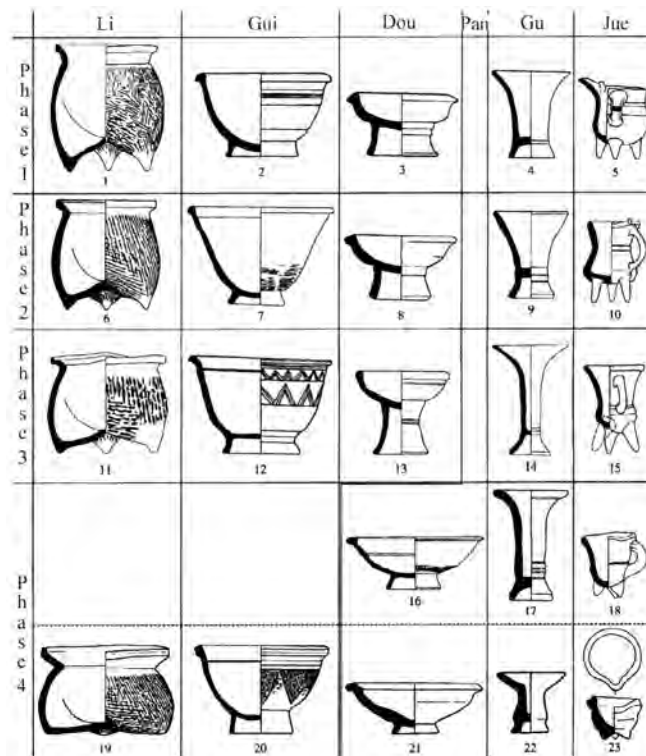 Li Gui Dou Pan Gu Jue
Phase 1
1 2 3 4 5
Phase 2
6 7 8 9 10
Phase 3
11 12 13 14 15
Phase 4
16 17 18
19 20 21 22 23